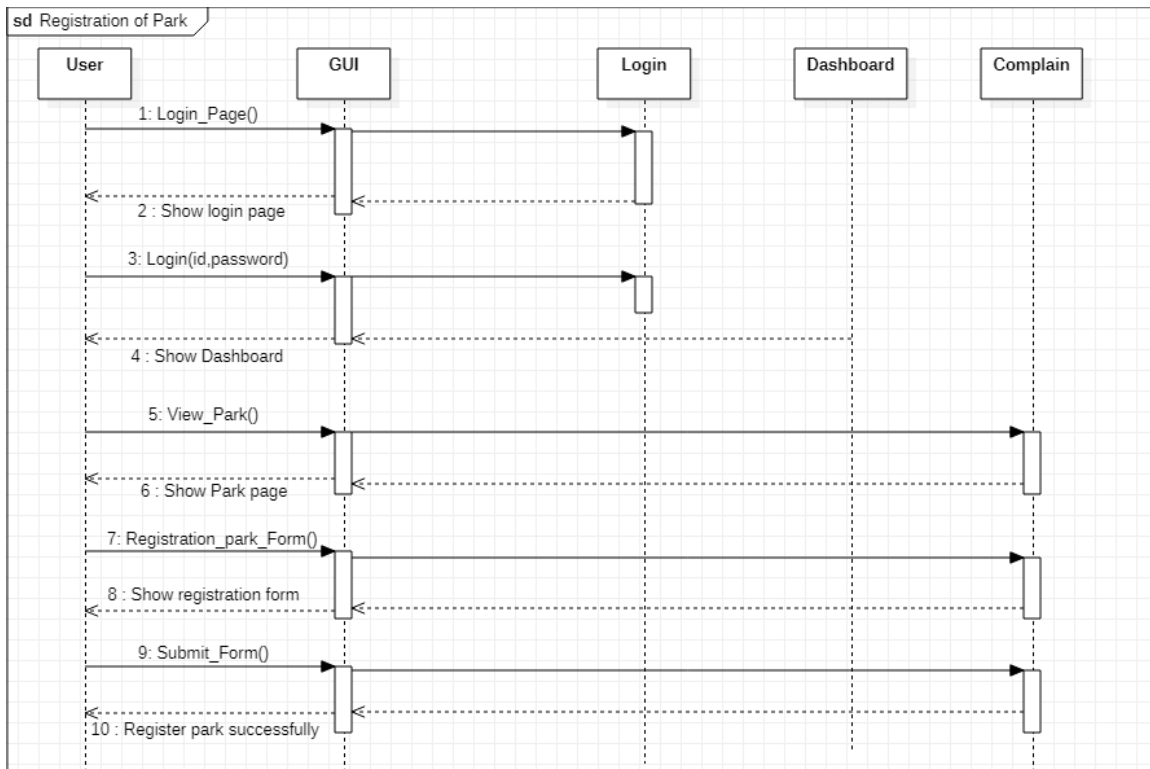 sd Registration of Park
User
GUI
Login
Dashboard
Complain
1: Login_Page()
2 : Show login page
3: Login(id,password)
4 : Show Dashboard
5: View_Park()
6 : Show Park page
7: Registration_park_Form()
8 : Show registration form
9: Submit_Form()
10 : Register park successfully